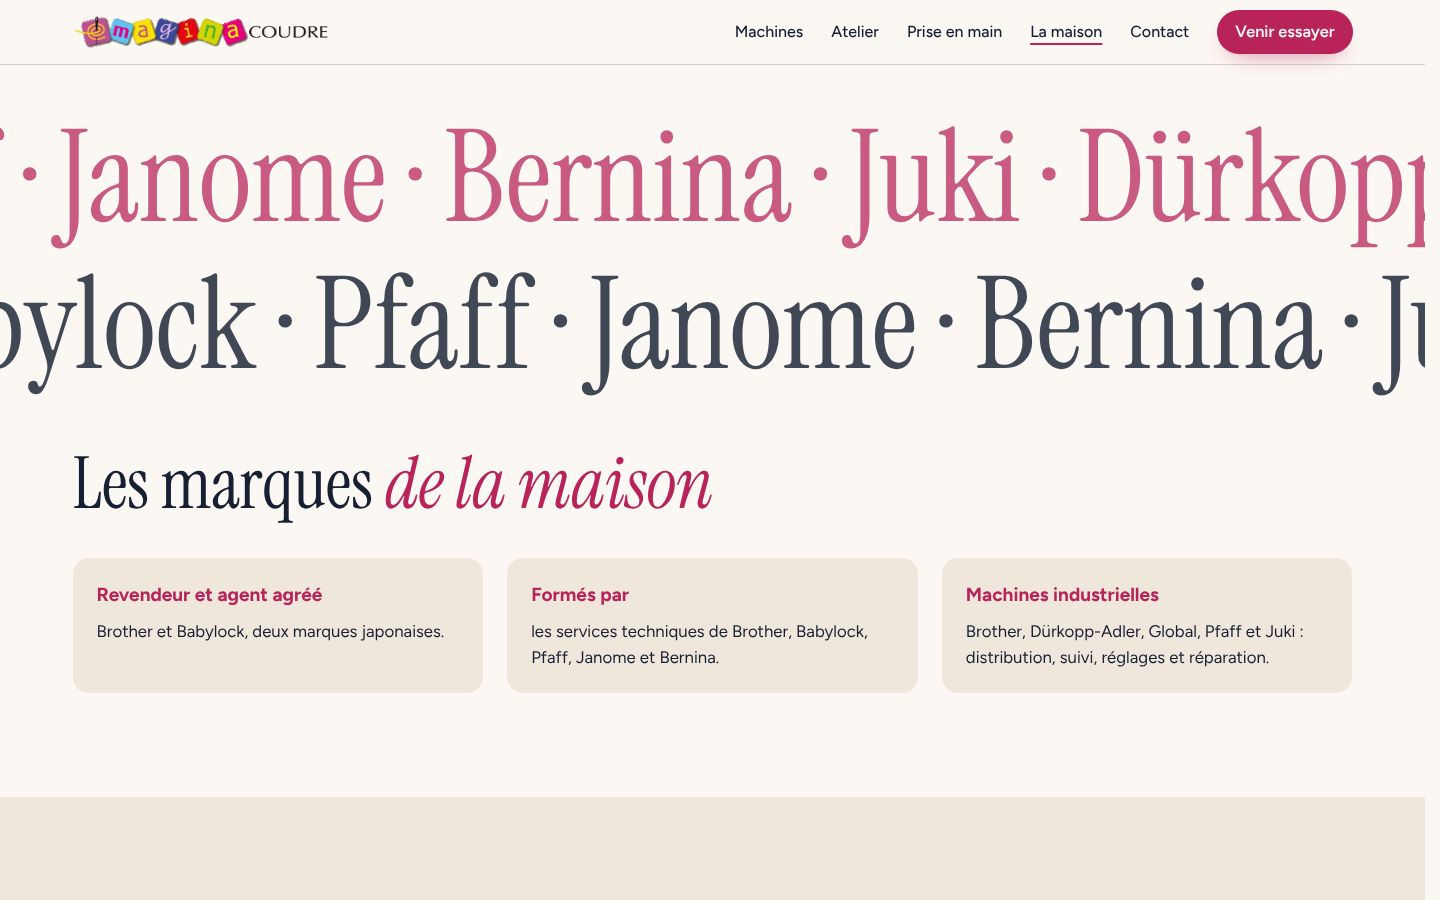 emagina COUDRE
Machines Atelier Prise en main La maison Contact Venir essayer
· Janome · Bernina · Juki · Dürkopp
bylock · Pfaff · Janome · Bernina · Ju
Les marques de la maison
Revendeur et agent agréé
Brother et Babylock, deux marques japonaises.
Formés par
les services techniques de Brother, Babylock,
Pfaff, Janome et Bernina.
Machines industrielles
Brother, Dürkopp-Adler, Global, Pfaff et Juki :
distribution, suivi, réglages et réparation.